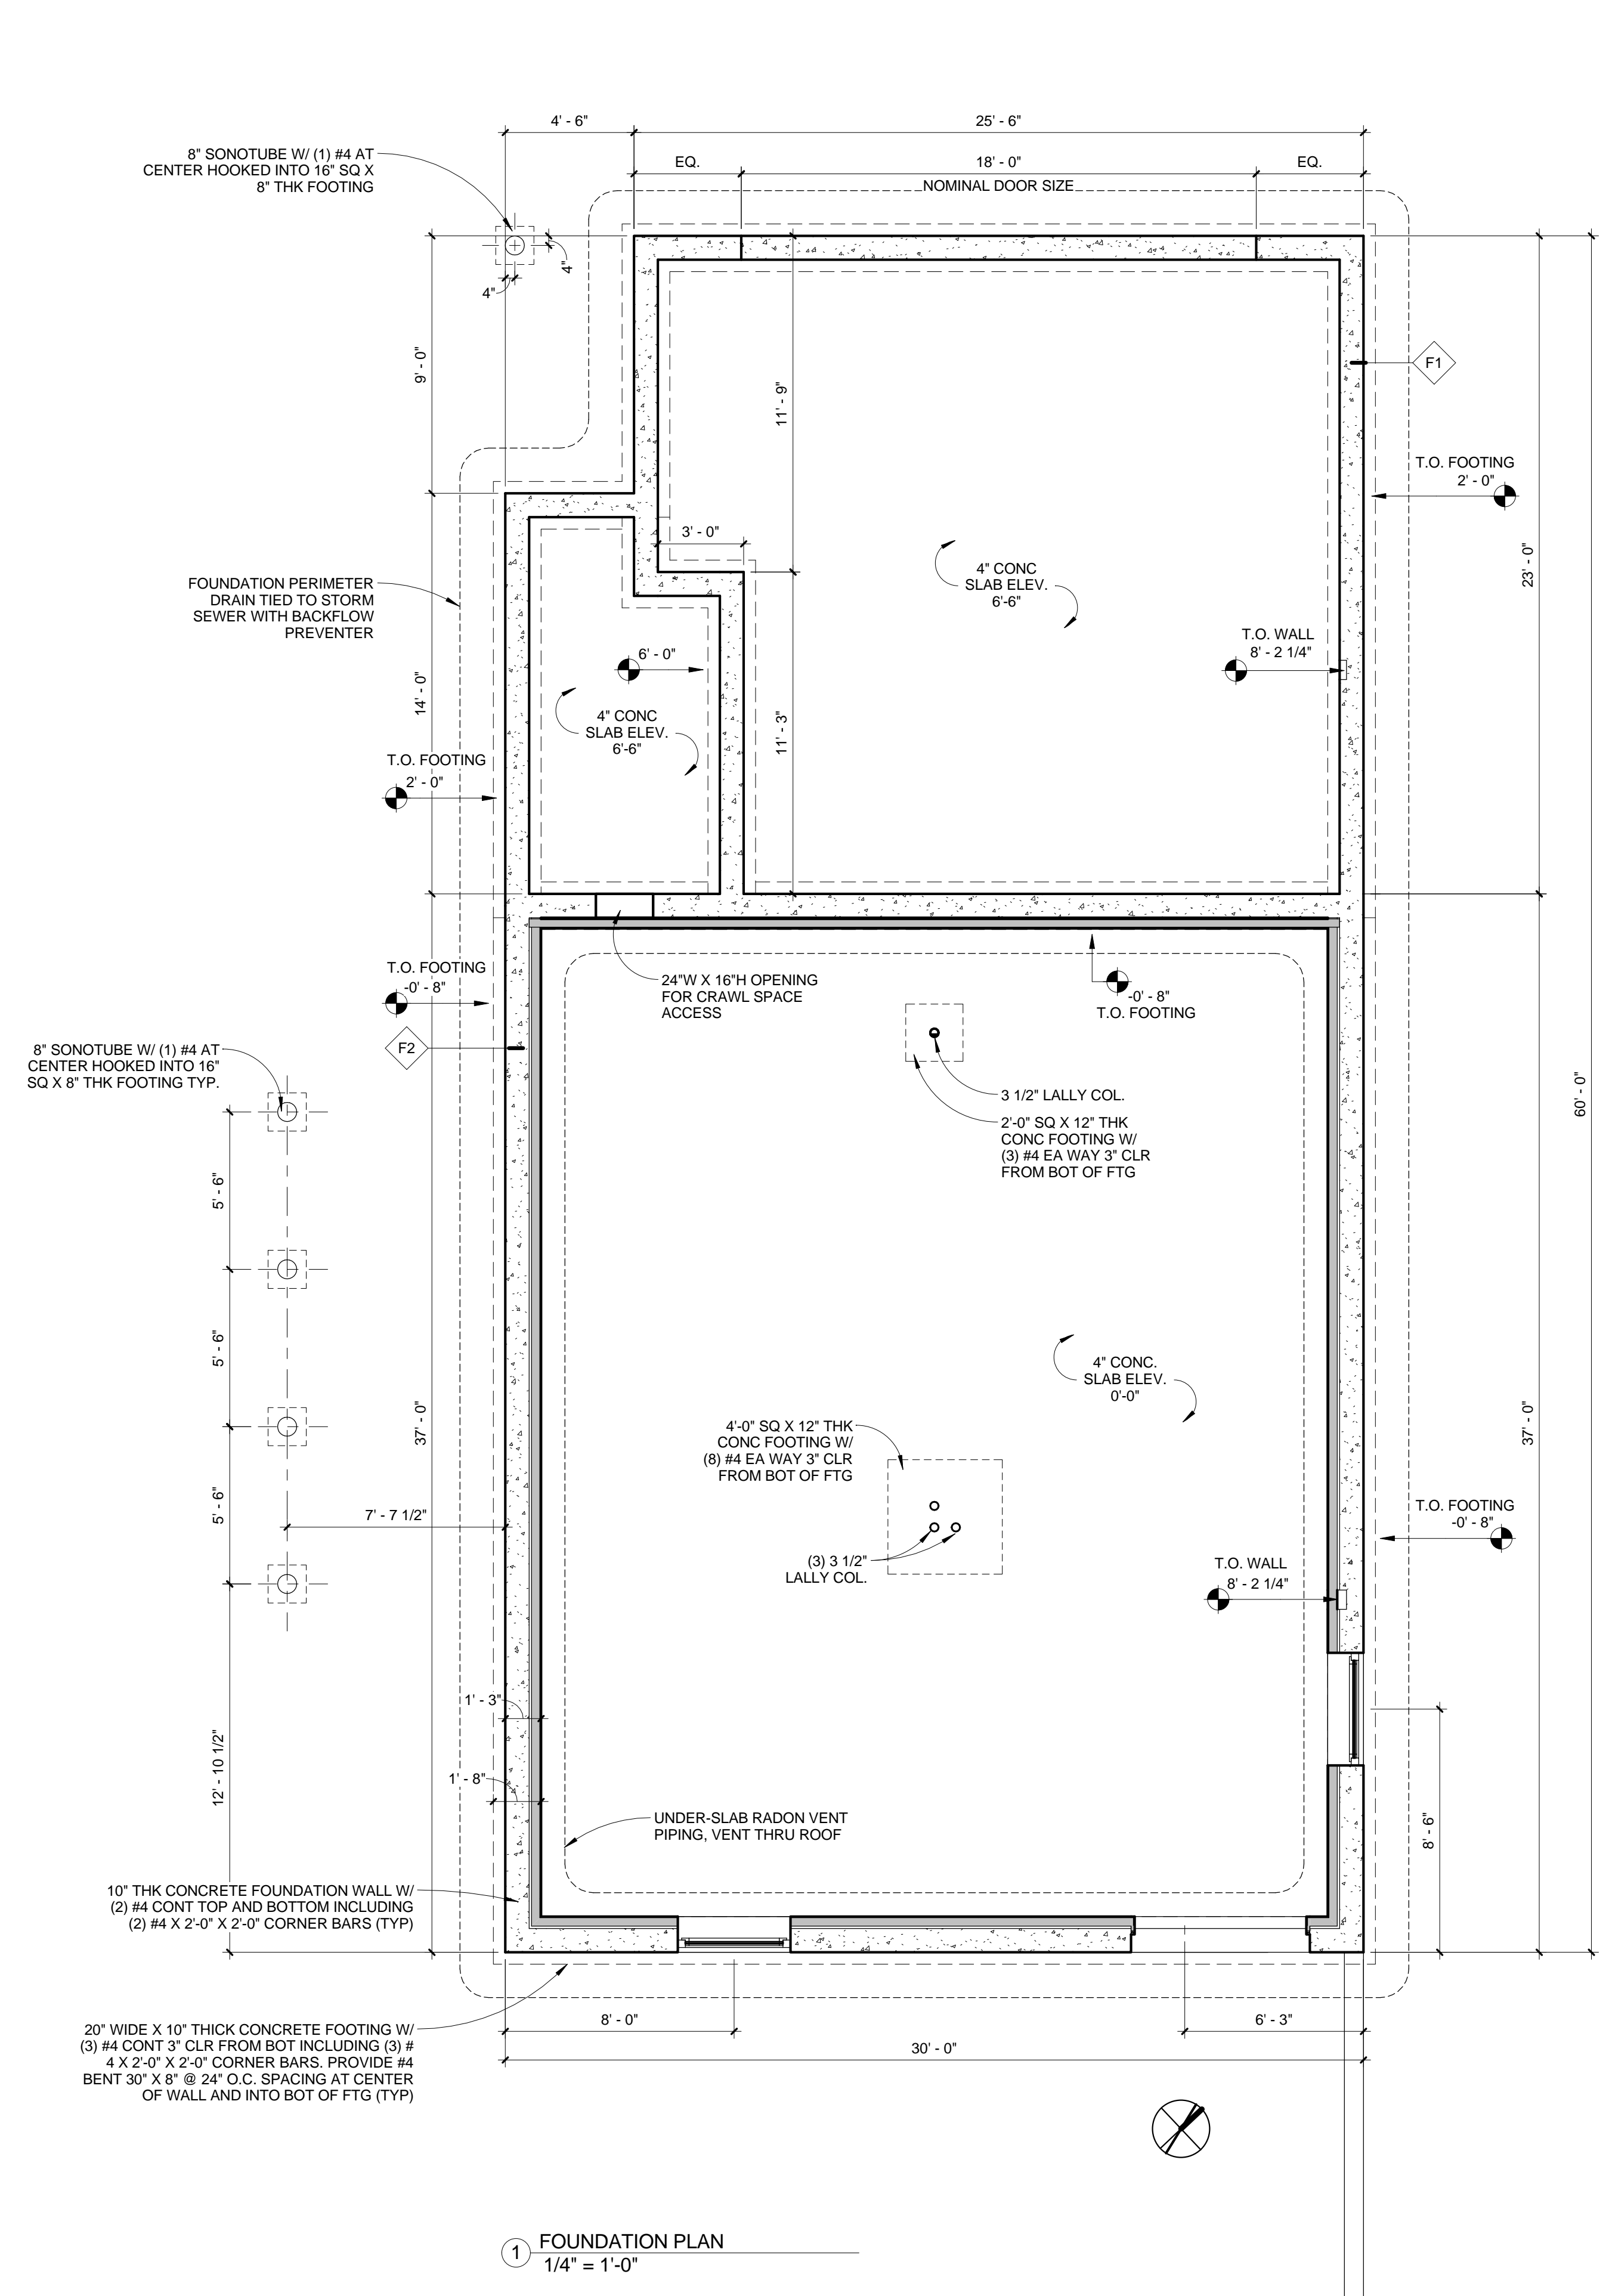 4' - 6"
25' - 6"
EQ.
18' - 0"
EQ.
NOMINAL DOOR SIZE
8" SONOTUBE W/ (1) #4 AT
CENTER HOOKED INTO 16" SQ X
8" THK FOOTING
4"
4"
9' - 0"
11' - 9"
F1
T.O. FOOTING
2' - 0"
23' - 0"
3' - 0"
4" CONC
SLAB ELEV.
6'-6"
FOUNDATION PERIMETER
DRAIN TIED TO STORM
SEWER WITH BACKFLOW
PREVENTER
T.O. WALL
8' - 2 1/4"
6' - 0"
14' - 0"
4" CONC
SLAB ELEV.
6'-6"
11' - 3"
T.O. FOOTING
2' - 0"
T.O. FOOTING
-0' - 8"
24"W X 16"H OPENING
FOR CRAWL SPACE
ACCESS
-0' - 8"
T.O. FOOTING
F2
8" SONOTUBE W/ (1) #4 AT
CENTER HOOKED INTO 16"
SQ X 8" THK FOOTING TYP.
3 1/2" LALLY COL.
2'-0" SQ X 12" THK
CONC FOOTING W/
(3) #4 EA WAY 3" CLR
FROM BOT OF FTG
60' - 0"
5' - 6"
5' - 6"
5' - 6"
37' - 0"
4" CONC.
SLAB ELEV.
0'-0"
37' - 0"
4'-0" SQ X 12" THK
CONC FOOTING W/
(8) #4 EA WAY 3" CLR
FROM BOT OF FTG
7' - 7 1/2"
T.O. FOOTING
-0' - 8"
(3) 3 1/2"
LALLY COL.
T.O. WALL
8' - 2 1/4"
1' - 3"
12' - 10 1/2"
1' - 8"
UNDER-SLAB RADON VENT
PIPING, VENT THRU ROOF
8' - 6"
10" THK CONCRETE FOUNDATION WALL W/
(2) #4 CONT TOP AND BOTTOM INCLUDING
(2) #4 X 2'-0" X 2'-0" CORNER BARS (TYP)
8' - 0"
6' - 3"
30' - 0"
20" WIDE X 10" THICK CONCRETE FOOTING W/
(3) #4 CONT 3" CLR FROM BOT INCLUDING (3) #
4 X 2'-0" X 2'-0" CORNER BARS. PROVIDE #4
BENT 30" X 8" @ 24" O.C. SPACING AT CENTER
OF WALL AND INTO BOT OF FTG (TYP)
1
FOUNDATION PLAN
1/4" = 1'-0"